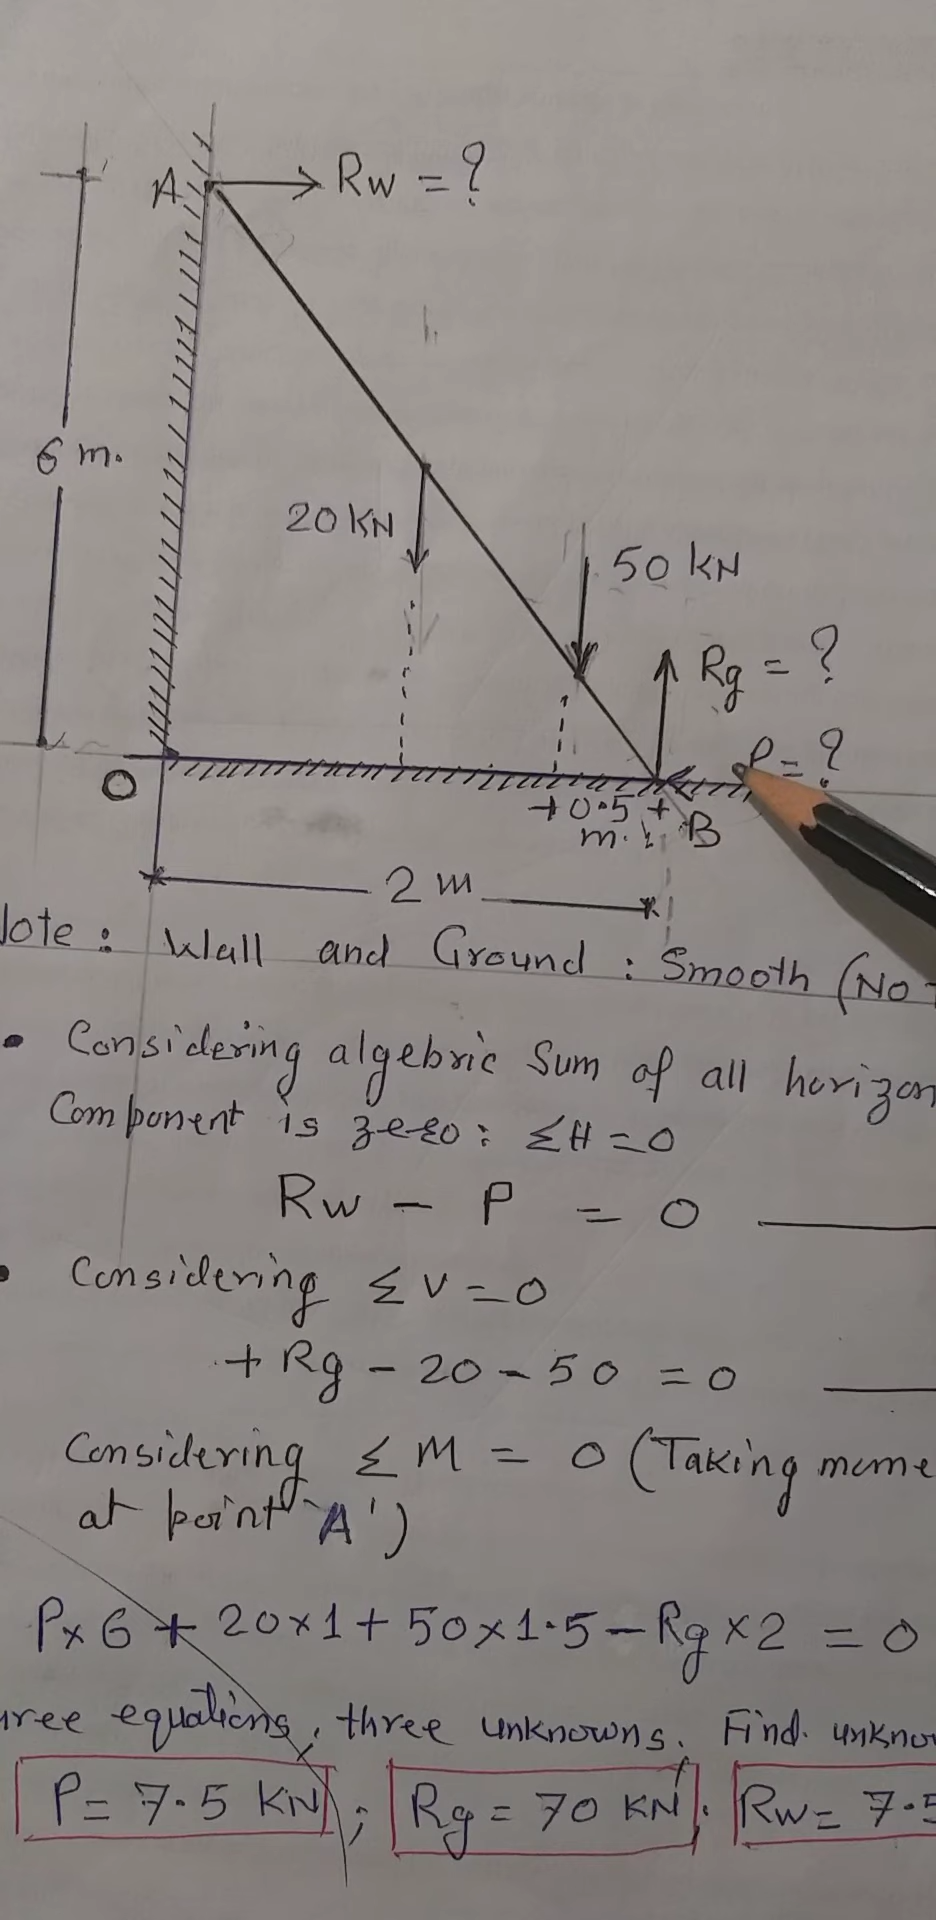 A
Rw = ?
6 m.
20 KN
50 KN
Rg = ?
P = ?
O
0.5
m.
B
2 m
Note : Wall and Ground : Smooth (No
• Considering algebric Sum of all horizon
Component is zero : ΣH = 0
Rw - P = 0
• Considering ΣV = 0
+ Rg - 20 - 50 = 0
Considering ΣM = 0 (Taking mome
at point 'A')
P x 6 + 20 x 1 + 50 x 1.5 - Rg x 2 = 0
hree equations, three unknowns. Find unkno
P = 7.5 KN ; Rg = 70 KN . Rw = 7.5